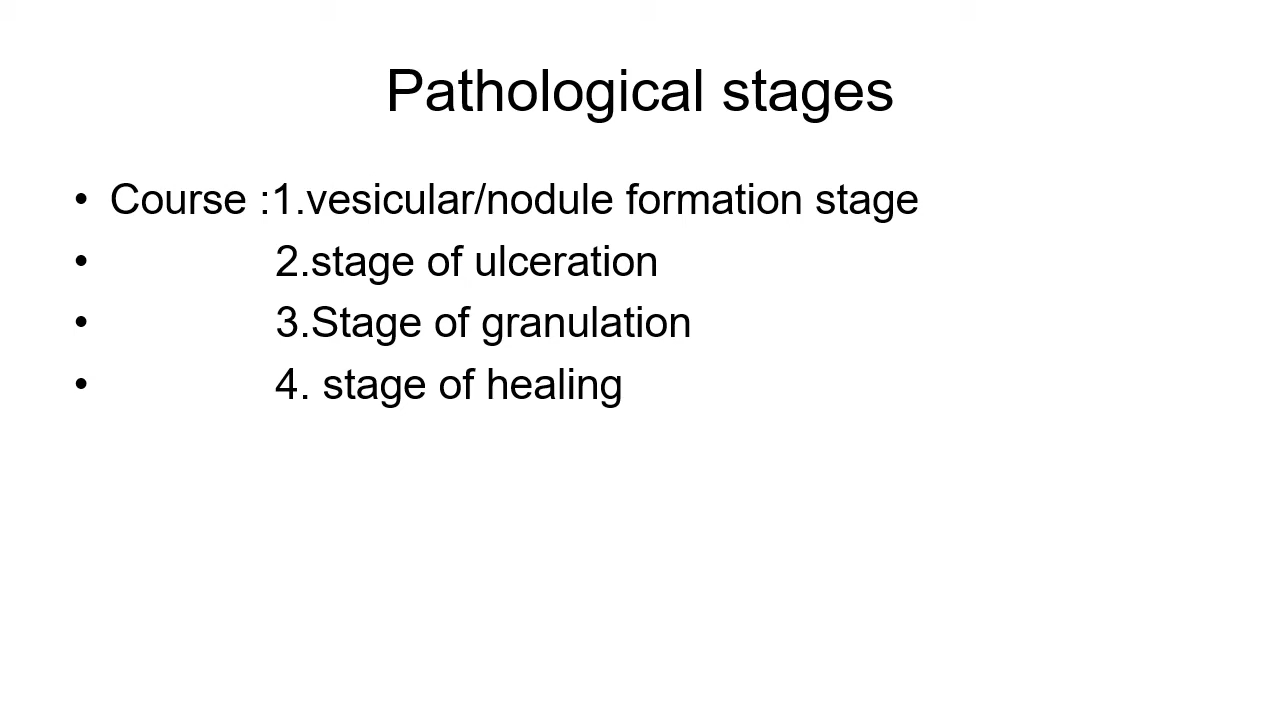 Pathological stages
• Course :1.vesicular/nodule formation stage
• 2.stage of ulceration
• 3.Stage of granulation
• 4. stage of healing